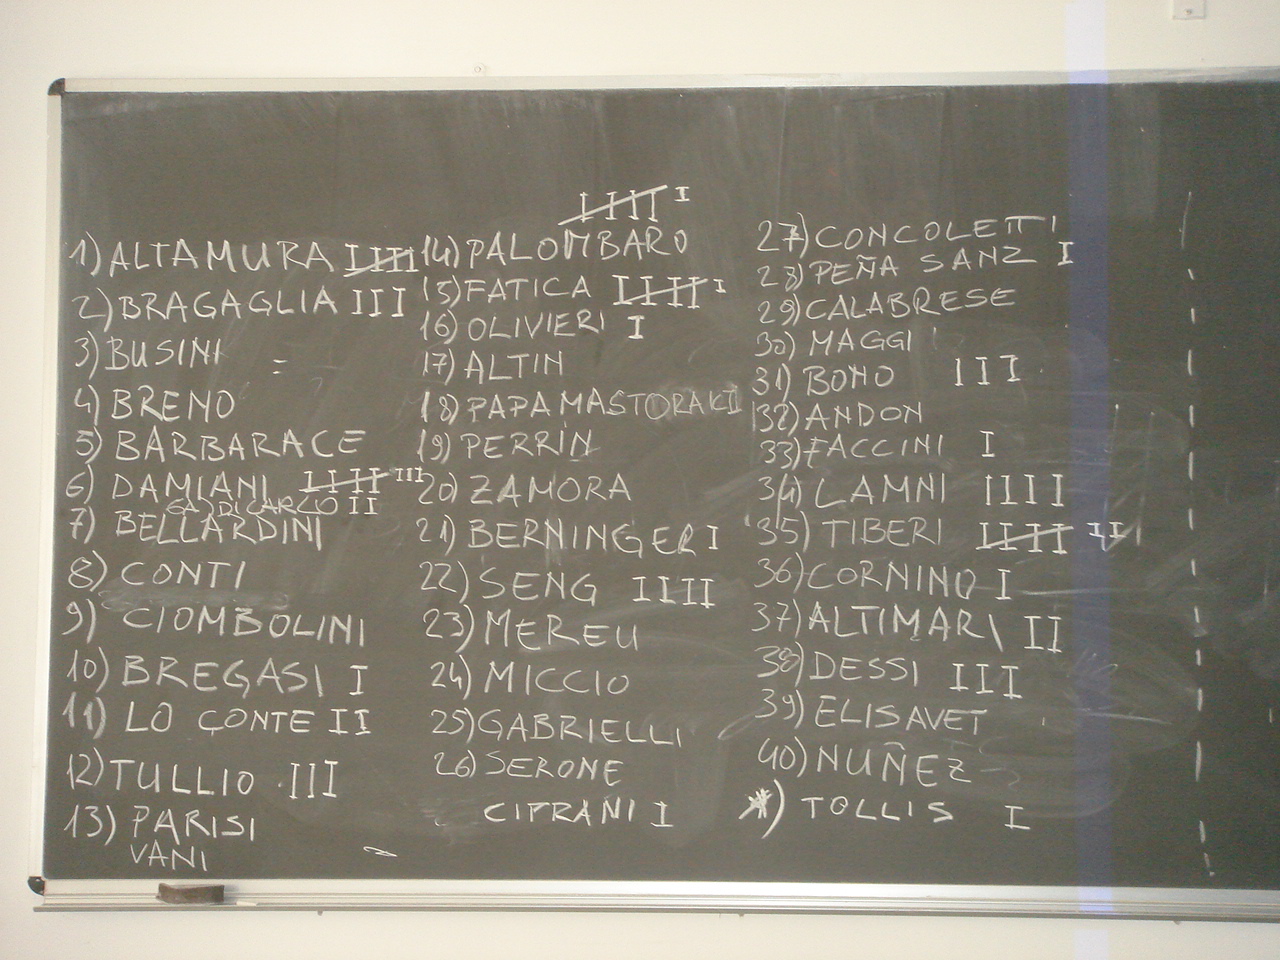 1) ALTAMURA IIII
2) BRAGAGLIA III
3) BUSINI =
4) BRENO
5) BARBARACE
6) DAMIANI IIII III
6A) DICARLO II
7) BELLARDINI
8) CONTI
9) CIOMBOLINI
10) BREGASI I
11) LO CONTE II
12) TULLIO III
13) PARISI
VANI
IIII I
14) PALOMBARO
15) FATICA IIII I
16) OLIVIERI I
17) ALTIN
18) PAPAMASTORAKI I
19) PERRIN
20) ZAMORA
21) BERNINGER I
22) SENG IIII
23) MEREU
24) MICCIO
25) GABRIELLI
26) SERONE
CIPRANI I
27) CONCOLETTI
28) PEÑA SANZ I
29) CALABRESE
30) MAGGI
31) BONO III
32) ANDON
33) FACCINI I
34) LAMNI IIII
35) TIBERI IIII II
36) CORNINO I
37) ALTIMARI II
38) DESSI III
39) ELISAVET
40) NUÑEZ
*) TOLLIS I